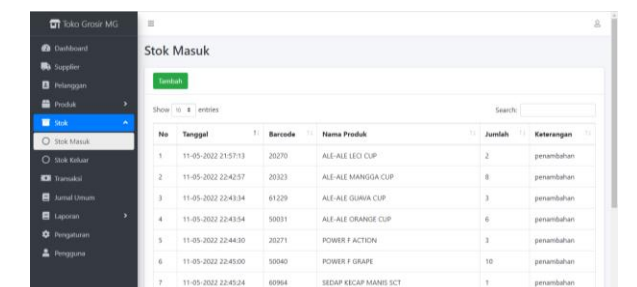 Toko Grosir MG
Dashboard
Supplier
Pelanggan
Produk
Stok
Stok Masuk
Stok Keluar
Transaksi
Jurnal Umum
Laporan
Pengaturan
Pengguna
Stok Masuk
Tambah
Show 10 entries
Search:
No Tanggal Barcode Nama Produk Jumlah Keterangan
1 11-05-2022 21:57:13 20270 ALE-ALE LECI CUP 2 penambahan
2 11-05-2022 22:42:57 20323 ALE-ALE MANGGA CUP 8 penambahan
3 11-05-2022 22:43:34 61229 ALE-ALE GUAVA CUP 3 penambahan
4 11-05-2022 22:43:54 50031 ALE-ALE ORANGE CUP 6 penambahan
5 11-05-2022 22:44:30 20271 POWER F ACTION 3 penambahan
6 11-05-2022 22:45:00 50040 POWER F GRAPE 10 penambahan
7 11-05-2022 22:45:24 60964 SEDAP KECAP MANIS SCT 1 penambahan